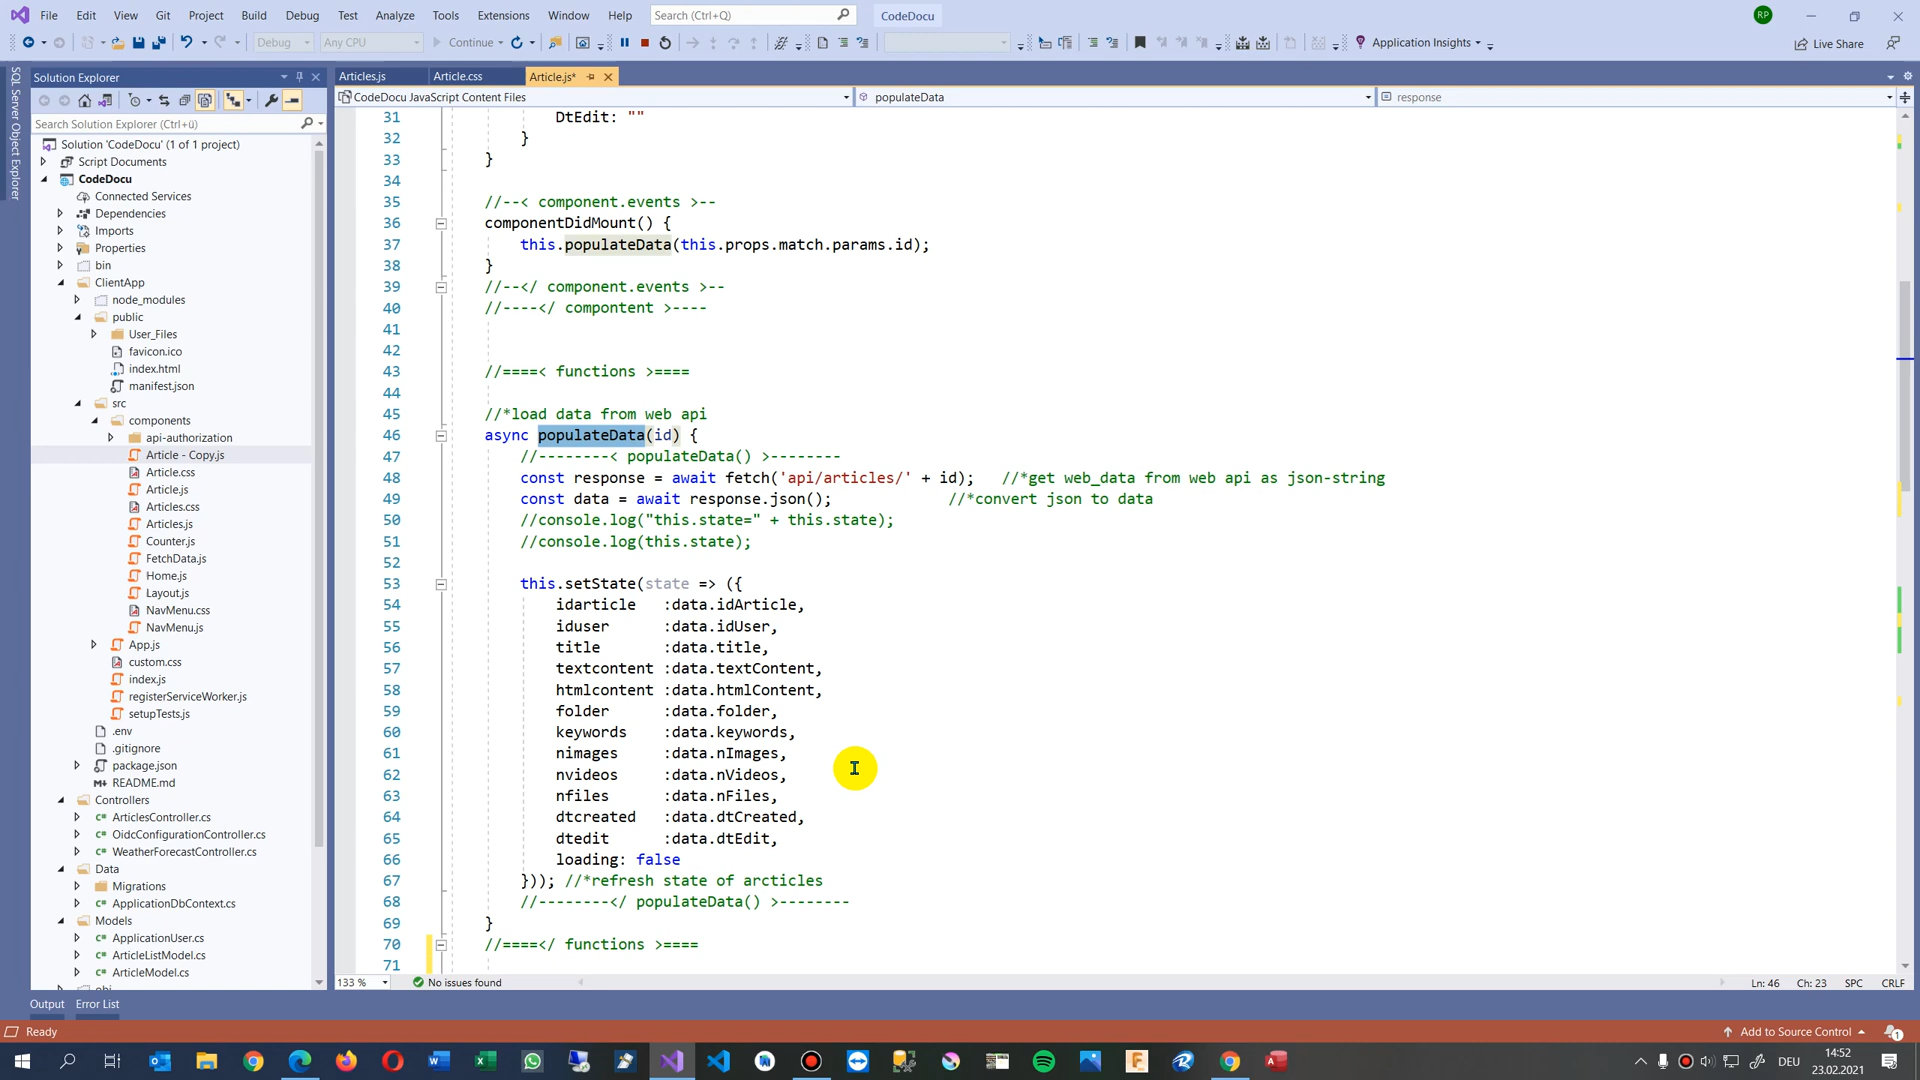 File Edit View Git Project Build Debug Test Analyze Tools Extensions Window Help Search (Ctrl+Q) CodeDocu RP
Debug Any CPU Continue Application Insights Live Share
SQL Server Object Explorer
Solution Explorer
Search Solution Explorer (Ctrl+ü)
Solution 'CodeDocu' (1 of 1 project)
Script Documents
CodeDocu
Connected Services
Dependencies
Imports
Properties
bin
ClientApp
node_modules
public
User_Files
favicon.ico
index.html
manifest.json
src
components
api-authorization
Article - Copy.js
Article.css
Article.js
Articles.css
Articles.js
Counter.js
FetchData.js
Home.js
Layout.js
NavMenu.css
NavMenu.js
App.js
custom.css
index.js
registerServiceWorker.js
setupTests.js
.env
.gitignore
package.json
README.md
Controllers
ArticlesController.cs
OidcConfigurationController.cs
WeatherForecastController.cs
Data
Migrations
ApplicationDbContext.cs
Models
ApplicationUser.cs
ArticleListModel.cs
ArticleModel.cs
Articles.js Article.css Article.js*
CodeDocu JavaScript Content Files populateData response
31 DtEdit: ""
32 }
33 }
34
35 //--< component.events >--
36 componentDidMount() {
37 this.populateData(this.props.match.params.id);
38 }
39 //--</ component.events >--
40 //----</ compontent >----
41
42
43 //====< functions >====
44
45 //*load data from web api
46 async populateData(id) {
47 //--------< populateData() >--------
48 const response = await fetch('api/articles/' + id); //*get web_data from web api as json-string
49 const data = await response.json(); //*convert json to data
50 //console.log("this.state=" + this.state);
51 //console.log(this.state);
52
53 this.setState(state => ({
54 idarticle :data.idArticle,
55 iduser :data.idUser,
56 title :data.title,
57 textcontent :data.textContent,
58 htmlcontent :data.htmlContent,
59 folder :data.folder,
60 keywords :data.keywords,
61 nimages :data.nImages,
62 nvideos :data.nVideos,
63 nfiles :data.nFiles,
64 dtcreated :data.dtCreated,
65 dtedit :data.dtEdit,
66 loading: false
67 })); //*refresh state of arcticles
68 //--------</ populateData() >--------
69 }
70 //====</ functions >====
71
133 % No issues found Ln: 46 Ch: 23 SPC CRLF
Output Error List
Ready Add to Source Control 1
DEU 14:52
23.02.2021